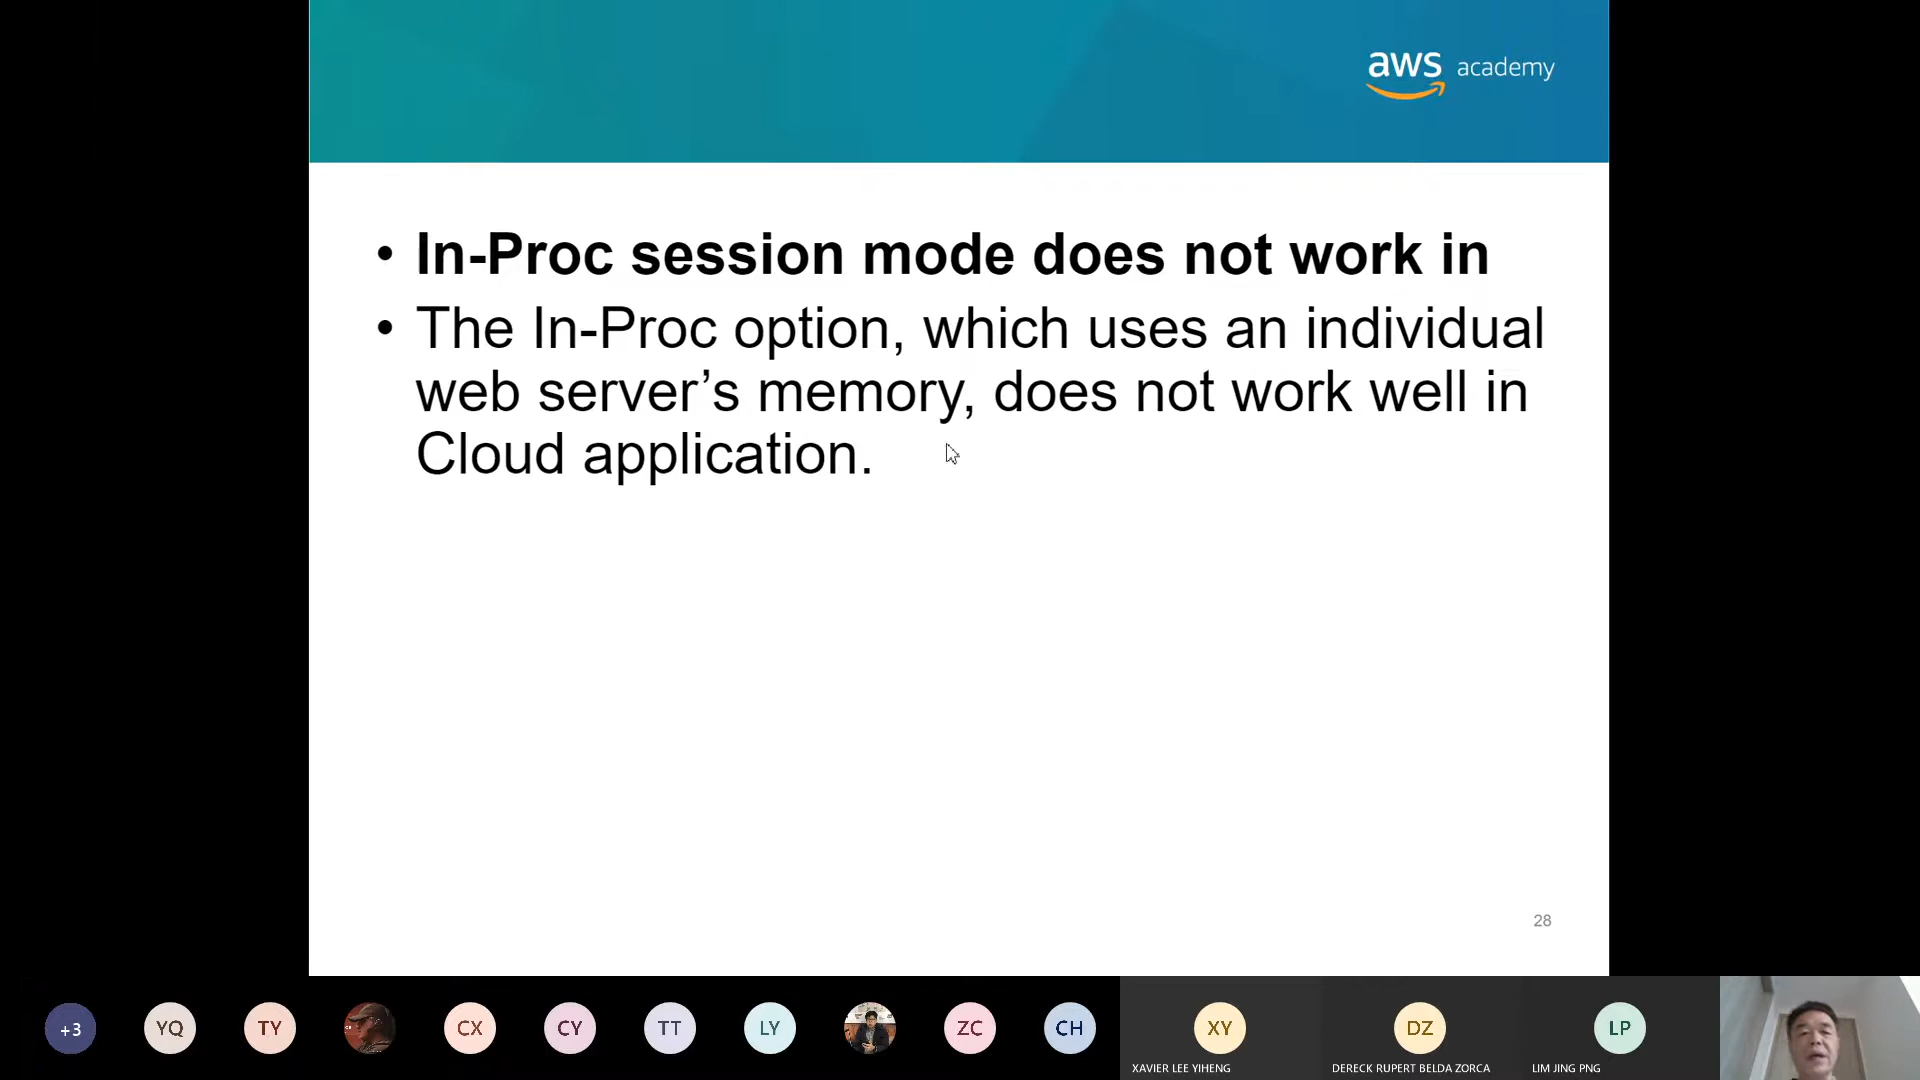 aws academy
• In-Proc session mode does not work in
• The In-Proc option, which uses an individual
web server’s memory, does not work well in
Cloud application.
28
+3
YQ
TY
CX
CY
TT
LY
ZC
CH
XY
DZ
LP
XAVIER LEE YIHENG
DERECK RUPERT BELDA ZORCA
LIM JING PNG